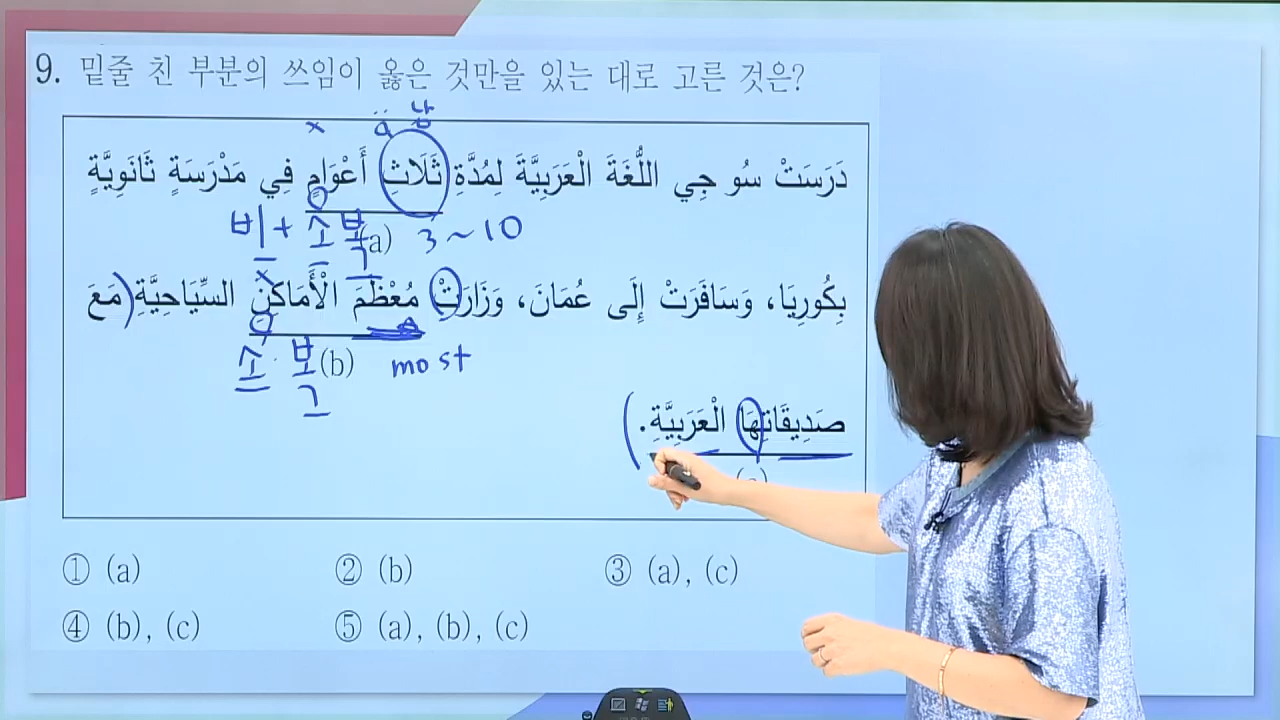 9. 밑줄 친 부분의 쓰임이 옳은 것만을 있는 대로 고른 것은?
x ä 남
دَرَسَتْ سُو جِي اللُّغَةَ الْعَرَبِيَّةَ لِمُدَّةِ ثَلَاثِ أَعْوَامٍ فِي مَدْرَسَةٍ ثَانَوِيَّةٍ
비 + 소 복 (a) 3 ~ 10
بِكُورِيَا، وَسَافَرَتْ إِلَى عُمَانَ، وَزَارَتْ مُعْظَمَ الْأَمَاكِنِ السِّيَاحِيَّةِ (مَعَ
소 복 (b) most
صَدِيقَاتِهَا الْعَرَبِيَّةِ.)
① (a) ② (b) ③ (a), (c)
④ (b), (c) ⑤ (a), (b), (c)